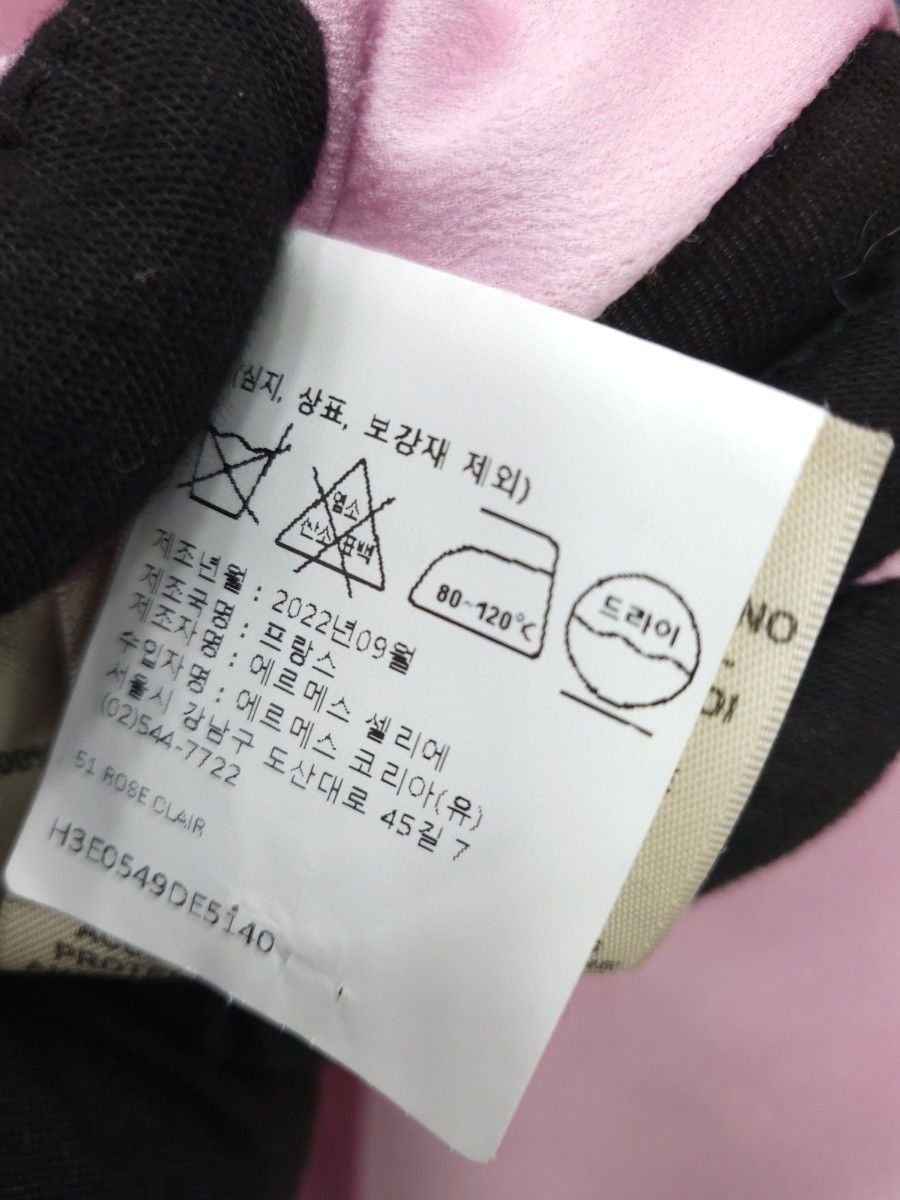 (심지, 상표, 보강재 제외)
염소
산소 표백
80~120℃
드라이
제조년월 : 2022년09월
제조국명 : 프랑스
제조자명 : 에르메스 셀리에
수입자명 : 에르메스 코리아(유)
서울시 강남구 도산대로 45길 7
(02)544-7722
51 ROSE CLAIR
H3E0549DE5140
NO